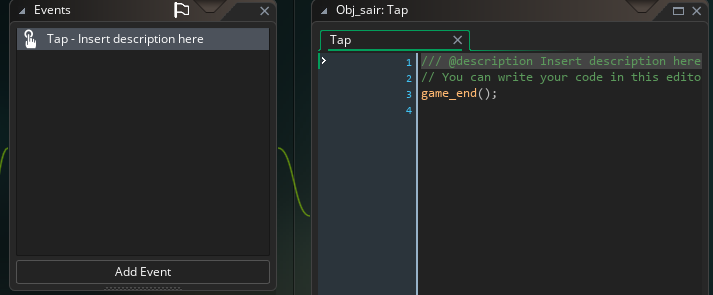 Events
Tap - Insert description here
Add Event
Obj_sair: Tap
Tap
1 /// @description Insert description here
2 // You can write your code in this edito
3 game_end();
4